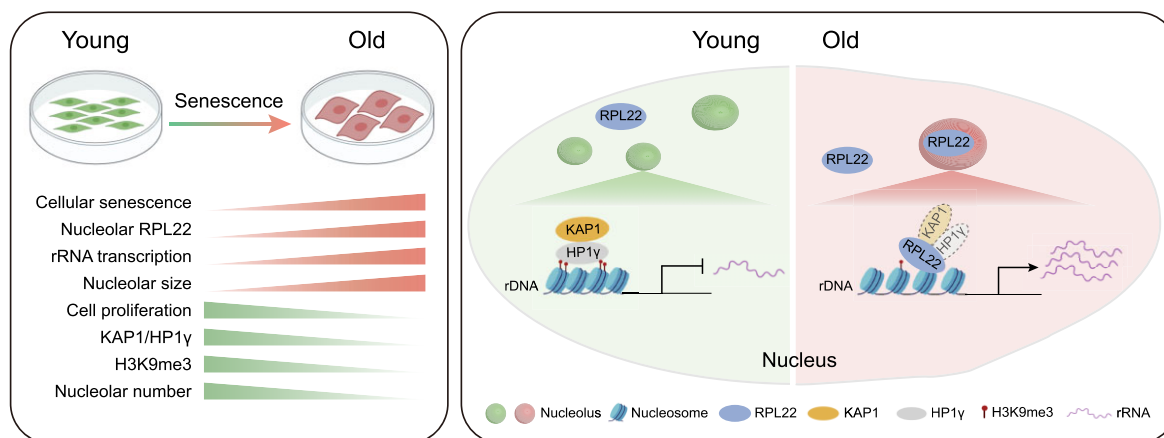 Young
Old
Senescence
Cellular senescence
Nucleolar RPL22
rRNA transcription
Nucleolar size
Cell proliferation
KAP1/HP1γ
H3K9me3
Nucleolar number
Young
Old
RPL22
RPL22
RPL22
KAP1
HP1γ
rDNA
KAP1
HP1γ
RPL22
rDNA
Nucleus
Nucleolus
Nucleosome
RPL22
KAP1
HP1γ
H3K9me3
rRNA